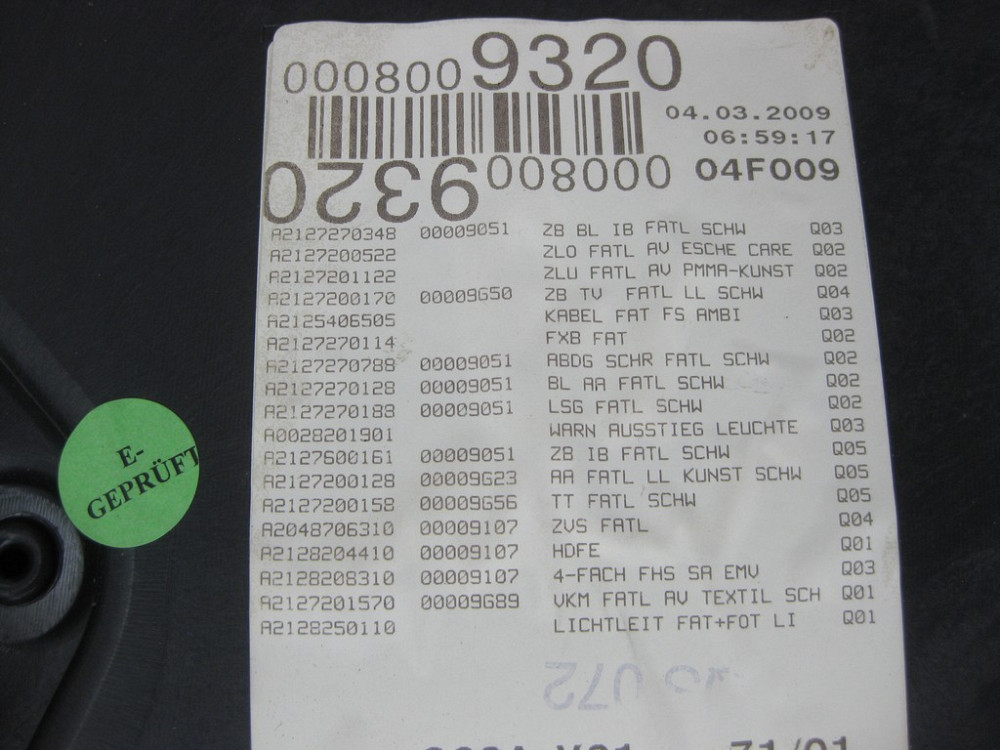 0008009320
04.03.2009
06:59:17
0008009320
04F009
A2127270348 00009051 ZB BL IB FATL SCHW Q03
A2127200522 ZLO FATL AV ESCHE CARE Q02
A2127201122 ZLU FATL AV PMMA-KUNST Q02
A2127200170 00009G50 ZB TV FATL LL SCHW Q04
A2125406505 KABEL FAT FS AMBI Q03
A2127270114 FXB FAT Q02
A2127270788 00009051 ABDG SCHR FATL SCHW Q02
A2127270128 00009051 BL AA FATL SCHW Q02
A2127270188 00009051 LSG FATL SCHW Q02
A0028201901 WARN AUSSTIEG LEUCHTE Q03
A2127600161 00009051 ZB IB FATL SCHW Q05
A2127200128 00009G23 AA FATL LL KUNST SCHW Q05
A2127200158 00009G56 TT FATL SCHW Q05
A2048706310 00009107 ZVS FATL Q04
A2128204410 00009107 HDFE Q01
A2128208310 00009107 4-FACH FHS SA EMV Q03
A2127201570 00009G89 VKM FATL AV TEXTIL SCH Q01
A2128250110 LICHTLEIT FAT+FOT LI Q01
E-
GEPRÜFT